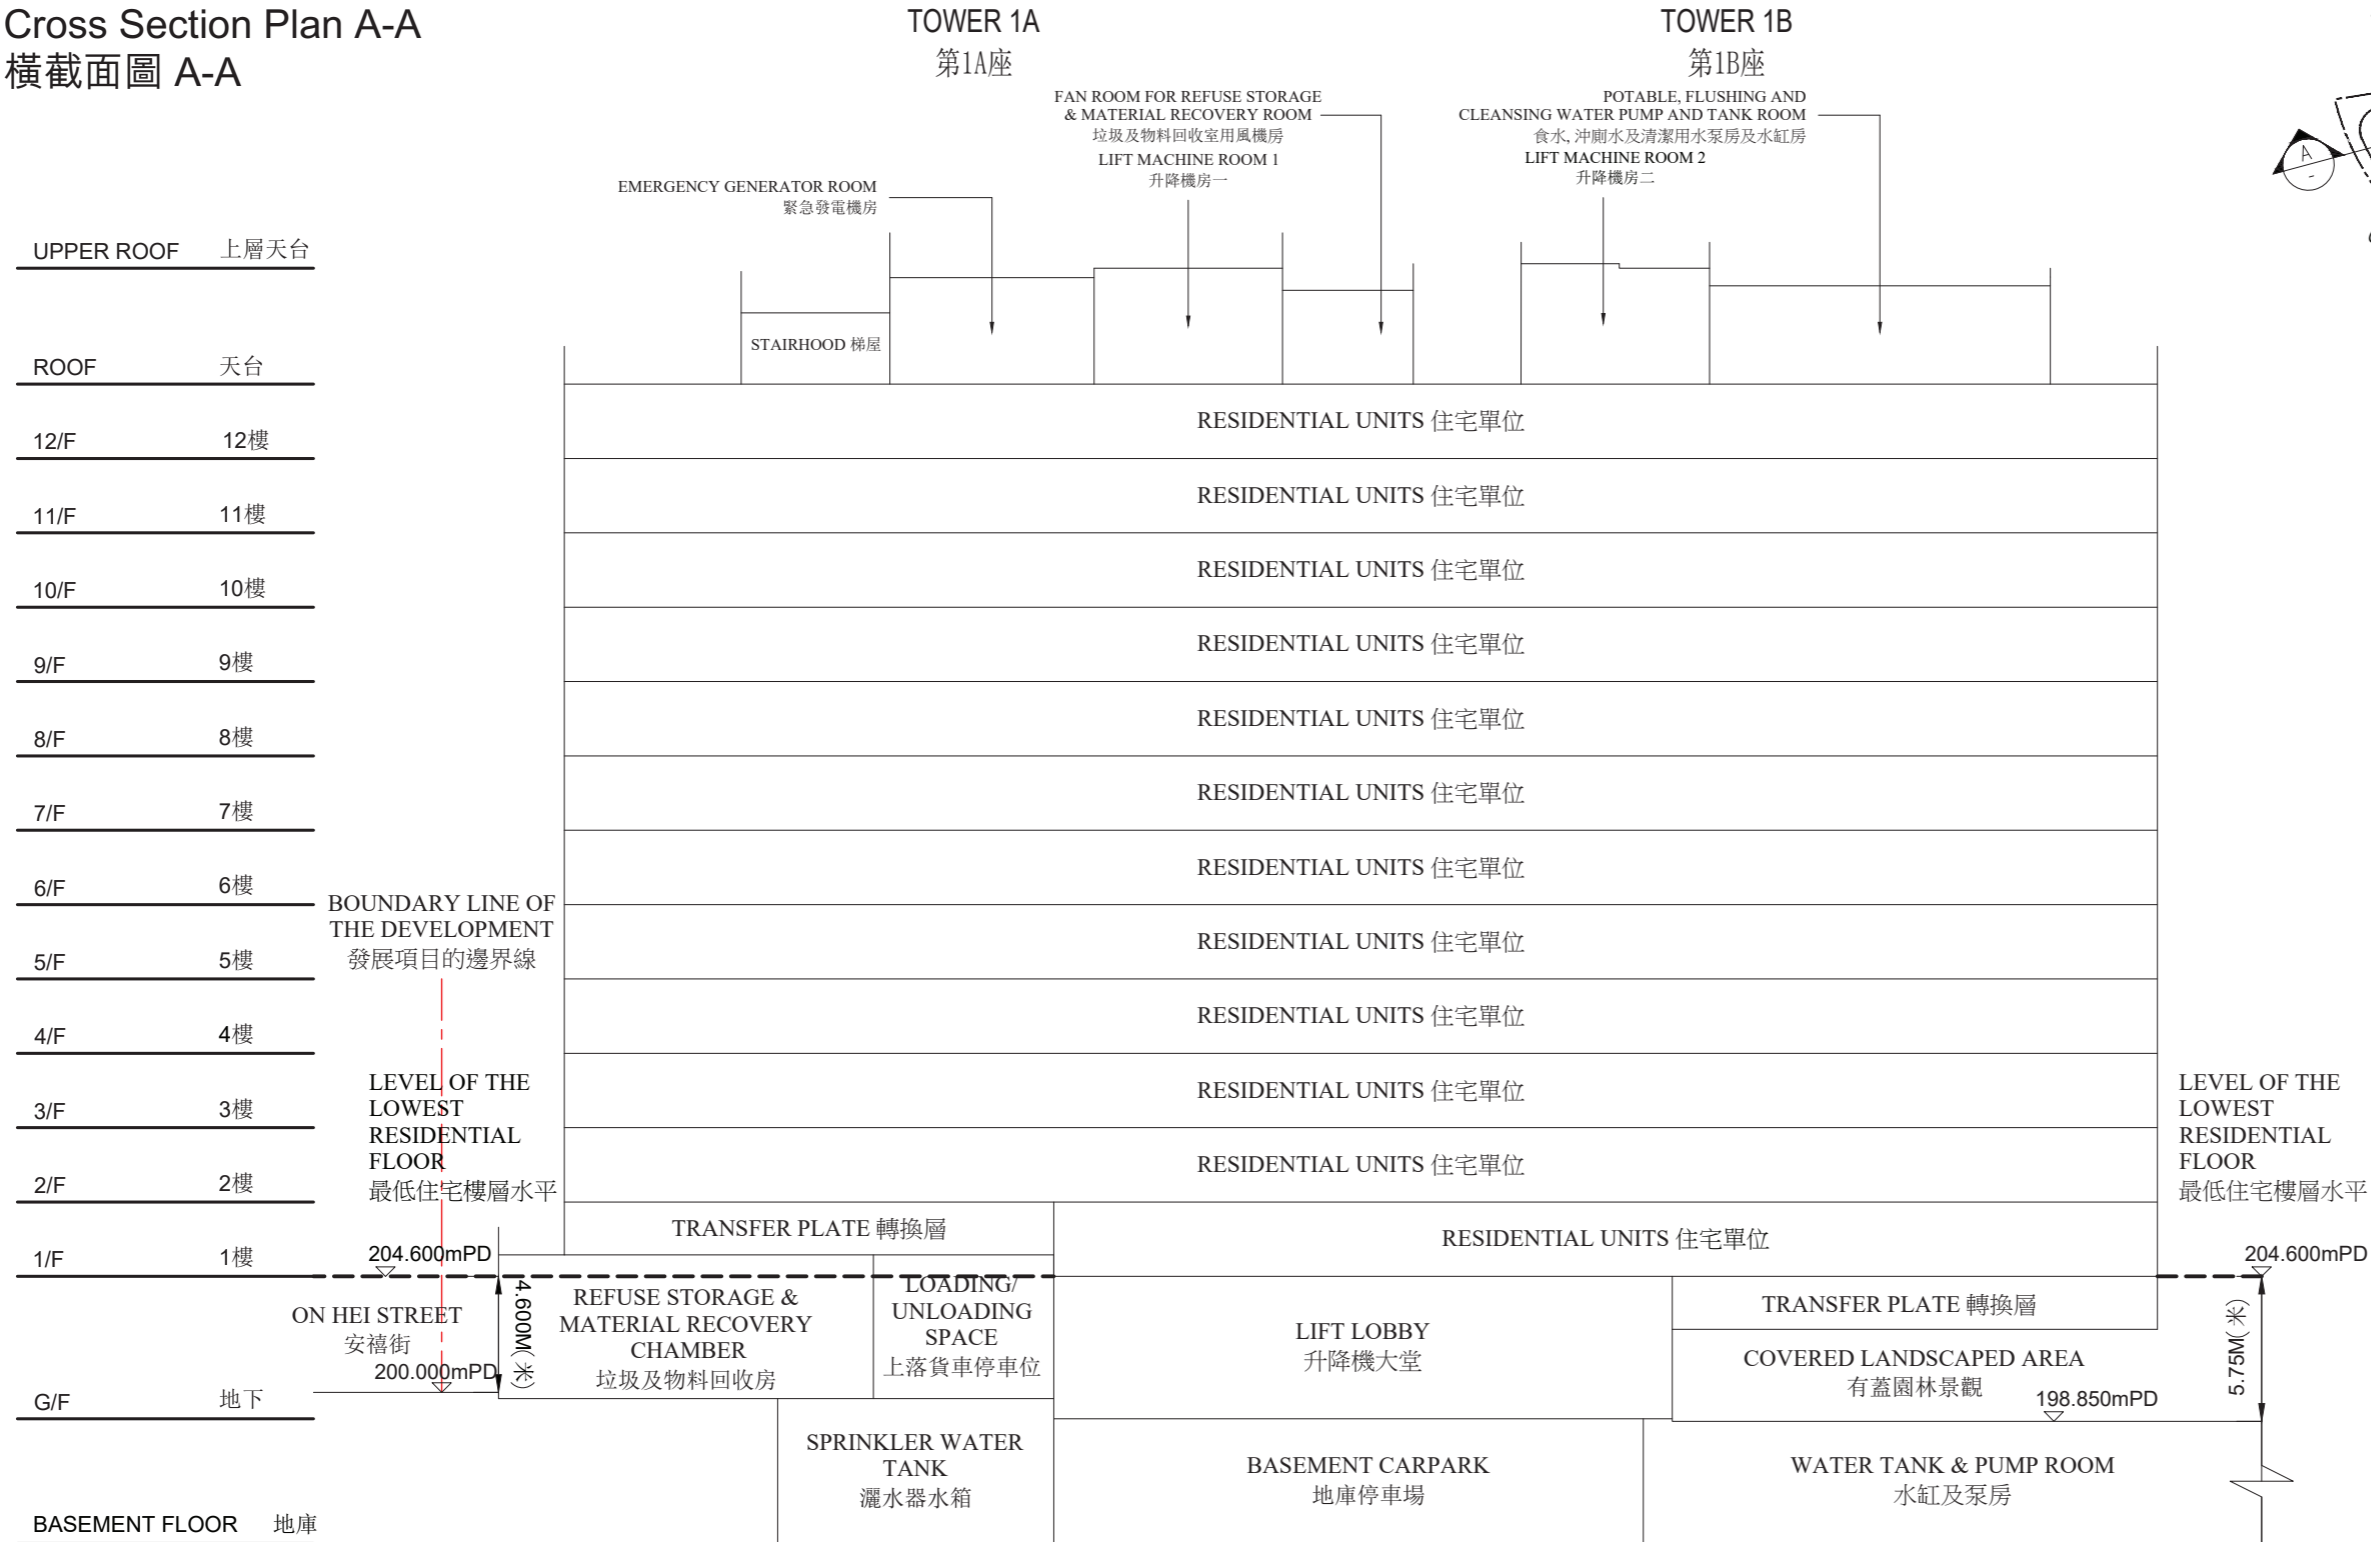 Cross Section Plan A-A
橫截面圖 A-A
TOWER 1A
第1A座
TOWER 1B
第1B座
FAN ROOM FOR REFUSE STORAGE
& MATERIAL RECOVERY ROOM
垃圾及物料回收室用風機房
LIFT MACHINE ROOM 1
升降機房一
POTABLE, FLUSHING AND
CLEANSING WATER PUMP AND TANK ROOM
食水, 沖廁水及清潔用水泵房及水缸房
LIFT MACHINE ROOM 2
升降機房二
A
-
EMERGENCY GENERATOR ROOM
緊急發電機房
UPPER ROOF 上層天台
STAIRHOOD 梯屋
ROOF 天台
12/F 12樓
RESIDENTIAL UNITS 住宅單位
11/F 11樓
RESIDENTIAL UNITS 住宅單位
10/F 10樓
RESIDENTIAL UNITS 住宅單位
9/F 9樓
RESIDENTIAL UNITS 住宅單位
8/F 8樓
RESIDENTIAL UNITS 住宅單位
7/F 7樓
RESIDENTIAL UNITS 住宅單位
6/F 6樓
RESIDENTIAL UNITS 住宅單位
BOUNDARY LINE OF
THE DEVELOPMENT
發展項目的邊界線
5/F 5樓
RESIDENTIAL UNITS 住宅單位
4/F 4樓
RESIDENTIAL UNITS 住宅單位
3/F 3樓
RESIDENTIAL UNITS 住宅單位
2/F 2樓
RESIDENTIAL UNITS 住宅單位
LEVEL OF THE
LOWEST
RESIDENTIAL
FLOOR
最低住宅樓層水平
LEVEL OF THE
LOWEST
RESIDENTIAL
FLOOR
最低住宅樓層水平
1/F 1樓
204.600mPD
TRANSFER PLATE 轉換層
RESIDENTIAL UNITS 住宅單位
204.600mPD
ON HEI STREET
安禧街
200.000mPD
4.600M(米)
REFUSE STORAGE &
MATERIAL RECOVERY
CHAMBER
垃圾及物料回收房
LOADING/
UNLOADING
SPACE
上落貨車停車位
LIFT LOBBY
升降機大堂
TRANSFER PLATE 轉換層
COVERED LANDSCAPED AREA
有蓋園林景觀
198.850mPD
5.75M(米)
G/F 地下
SPRINKLER WATER
TANK
灑水器水箱
BASEMENT CARPARK
地庫停車場
WATER TANK & PUMP ROOM
水缸及泵房
BASEMENT FLOOR 地庫